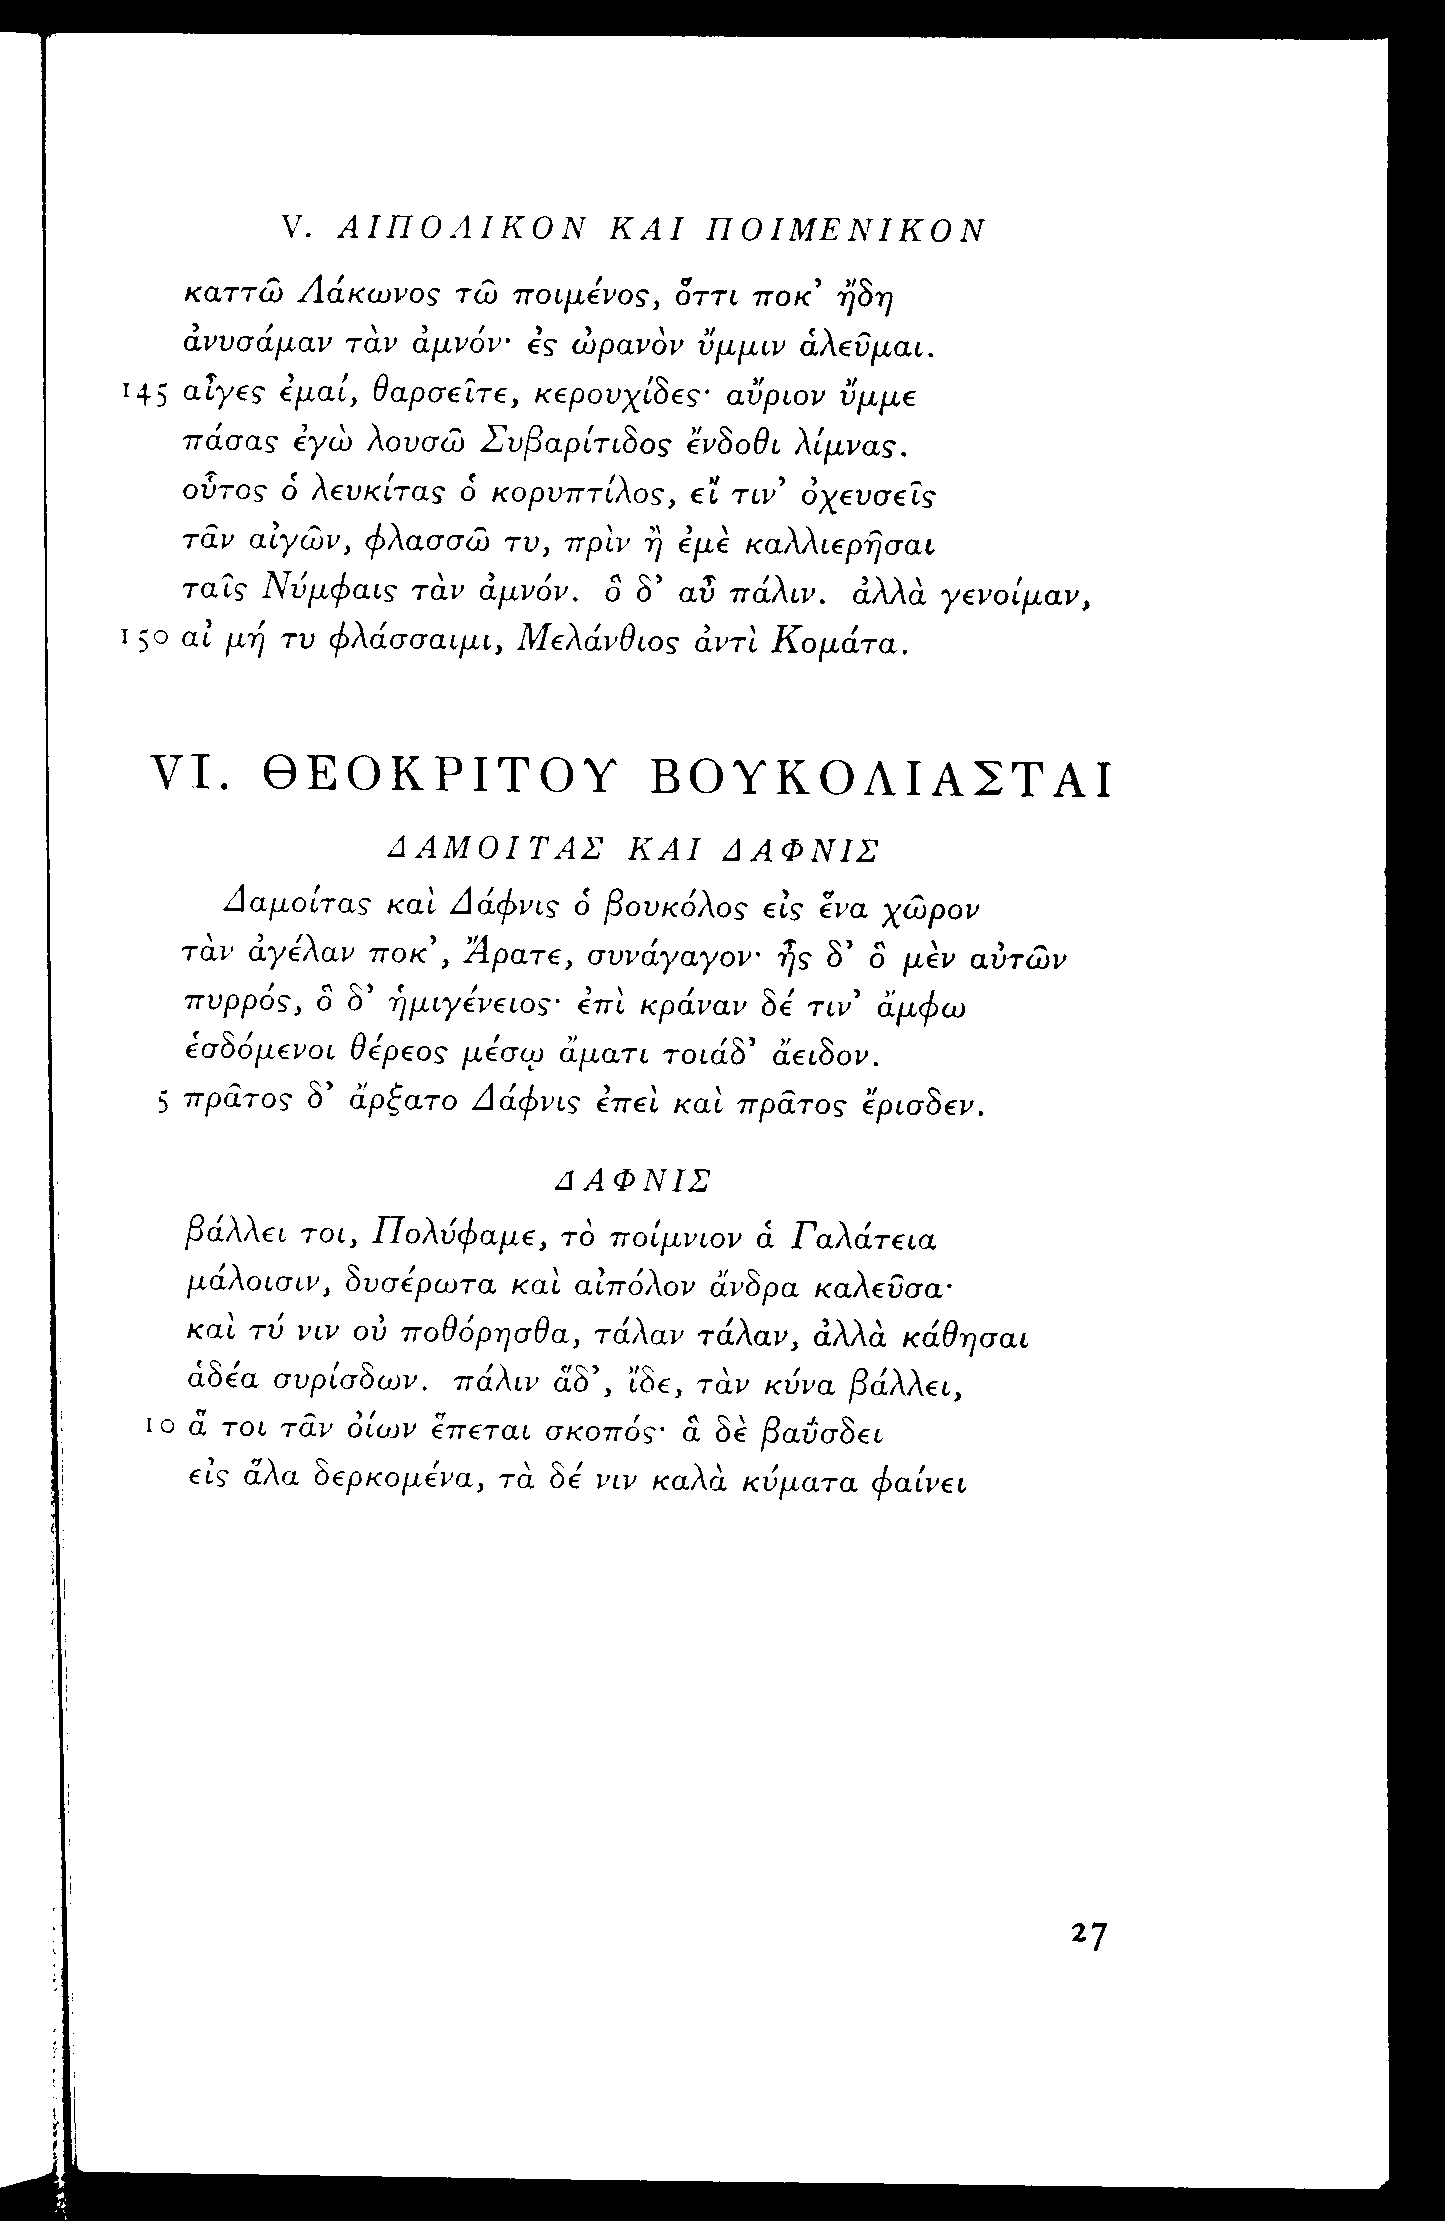 V. ΑΙΠΟΛΙΚΟΝ ΚΑΙ ΠΟΙΜΕΝΙΚΟΝ
καττῶ Λάκωνος τῶ ποιμένος, ὅττι ποκ’ ἤδη
ἀνυσάμαν τὰν ἀμνόν· ἐς ὠρανὸν ὔμμιν ἁλεῦμαι.
145 αἶγες ἐμαί, θαρσεῖτε, κερουχίδες· αὔριον ὔμμε
πάσας ἐγὼ λουσῶ Συβαρίτιδος ἔνδοθι λίμνας.
οὗτος ὁ λευκίτας ὁ κορυπτίλος, εἴ τιν’ ὀχευσεῖς
τᾶν αἰγῶν, φλασσῶ τυ, πρὶν ἢ ἐμὲ καλλιερῆσαι
ταῖς Νύμφαις τὰν ἀμνόν. ὃ δ’ αὖ πάλιν. ἀλλὰ γενοίμαν,
150 αἰ μή τυ φλάσσαιμι, Μελάνθιος ἀντὶ Κομάτα.
VI. ΘΕΟΚΡΙΤΟΥ ΒΟΥΚΟΛΙΑΣΤΑΙ
ΔΑΜΟΙΤΑΣ ΚΑΙ ΔΑΦΝΙΣ
Δαμοίτας καὶ Δάφνις ὁ βουκόλος εἰς ἕνα χῶρον
τὰν ἀγέλαν ποκ’, Ἄρατε, συνάγαγον· ἦς δ’ ὃ μὲν αὐτῶν
πυρρός, ὃ δ’ ἡμιγένειος· ἐπὶ κράναν δέ τιν’ ἄμφω
ἑσδόμενοι θέρεος μέσῳ ἄματι τοιάδ’ ἄειδον.
5 πρᾶτος δ’ ἄρξατο Δάφνις ἐπεὶ καὶ πρᾶτος ἔρισδεν.
ΔΑΦΝΙΣ
βάλλει τοι, Πολύφαμε, τὸ ποίμνιον ἁ Γαλάτεια
μάλοισιν, δυσέρωτα καὶ αἰπόλον ἄνδρα καλεῦσα·
καὶ τύ νιν οὐ ποθόρησθα, τάλαν τάλαν, ἀλλὰ κάθησαι
ἁδέα συρίσδων. πάλιν ἅδ’, ἴδε, τὰν κύνα βάλλει,
10 ἅ τοι τᾶν ὀίων ἕπεται σκοπός· ἃ δὲ βαΰσδει
εἰς ἅλα δερκομένα, τὰ δέ νιν καλὰ κύματα φαίνει
27